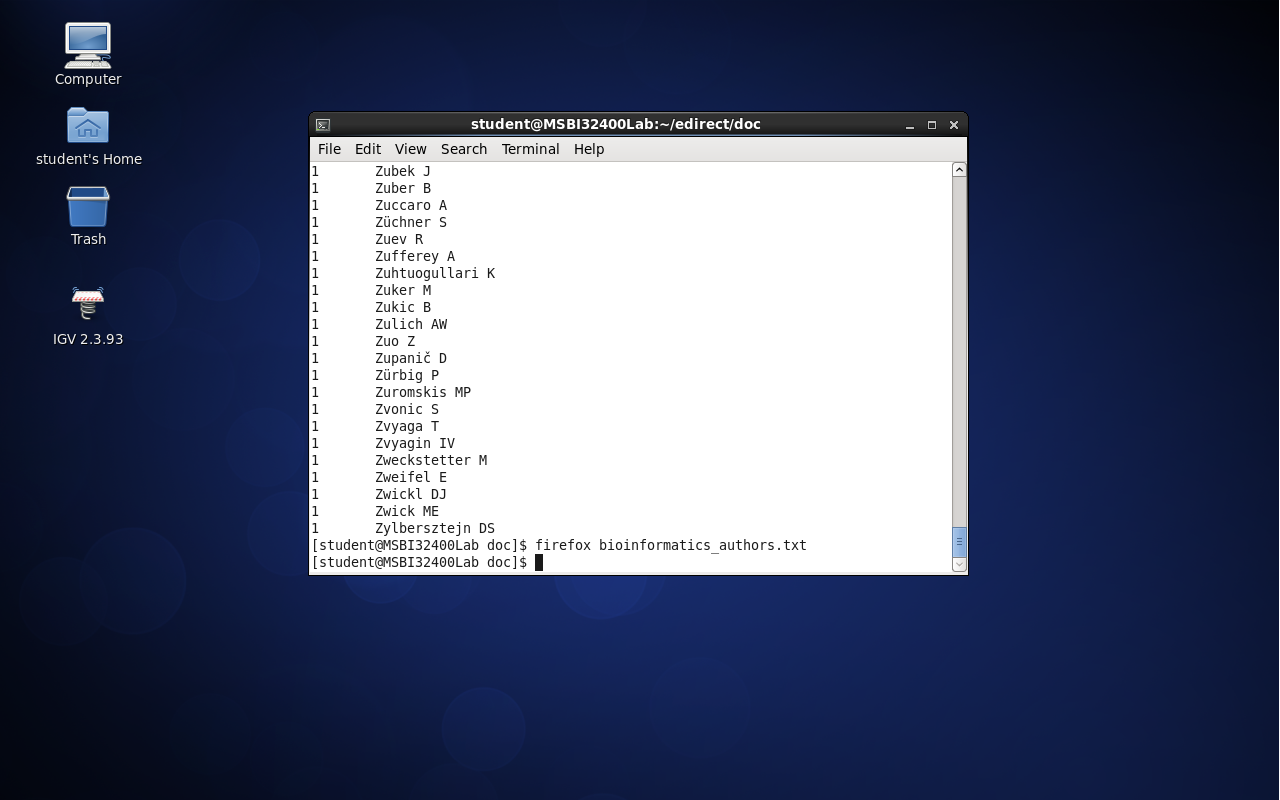 Computer
student's Home
Trash
IGV 2.3.93
student@MSBI32400Lab:~/edirect/doc
File Edit View Search Terminal Help
1 Zubek J
1 Zuber B
1 Zuccaro A
1 Züchner S
1 Zuev R
1 Zufferey A
1 Zuhtuogullari K
1 Zuker M
1 Zukic B
1 Zulich AW
1 Zuo Z
1 Zupanič D
1 Zürbig P
1 Zuromskis MP
1 Zvonic S
1 Zvyaga T
1 Zvyagin IV
1 Zweckstetter M
1 Zweifel E
1 Zwickl DJ
1 Zwick ME
1 Zylbersztejn DS
[student@MSBI32400Lab doc]$ firefox bioinformatics_authors.txt
[student@MSBI32400Lab doc]$